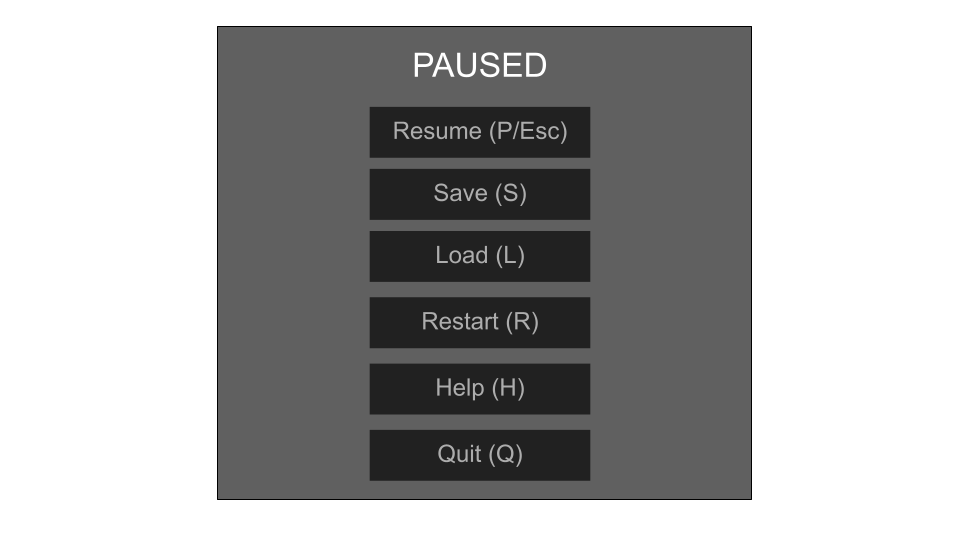 PAUSED
Resume (P/Esc)
Save (S)
Load (L)
Restart (R)
Help (H)
Quit (Q)